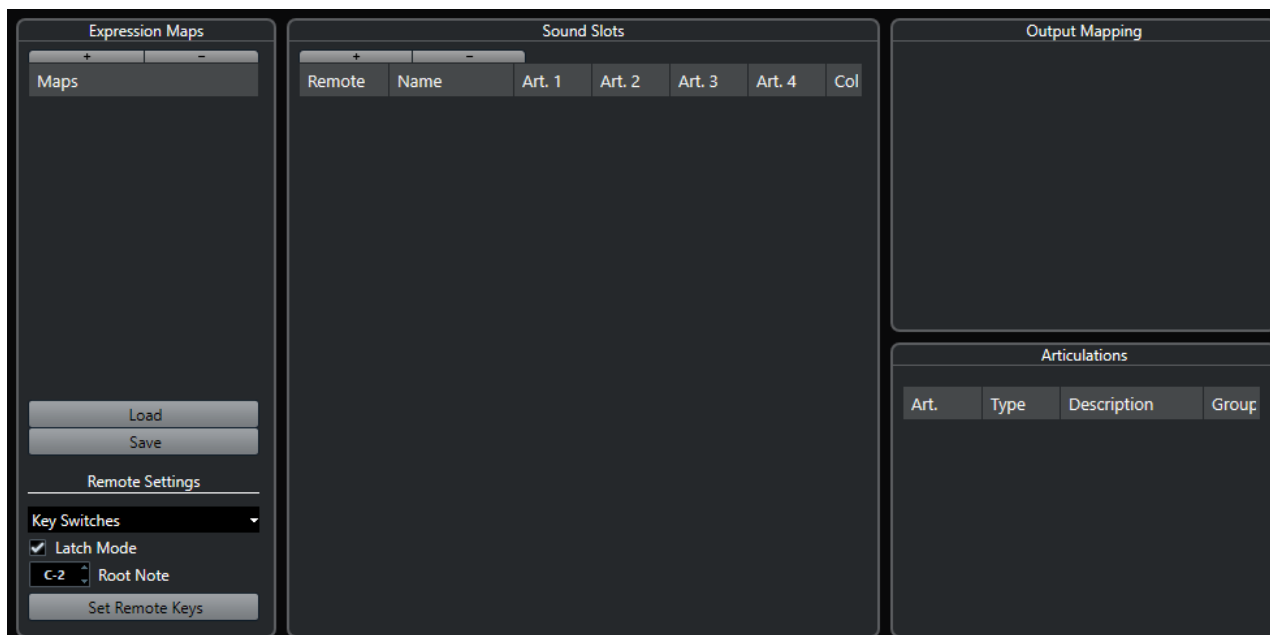 Expression Maps
+ −
Maps
Load
Save
Remote Settings
Key Switches
Latch Mode
C-2 Root Note
Set Remote Keys
Sound Slots
+ −
Remote Name Art. 1 Art. 2 Art. 3 Art. 4 Col
Output Mapping
Articulations
Art. Type Description Group